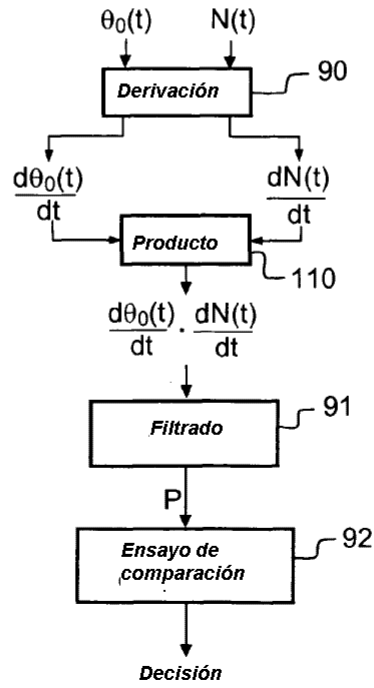 θ₀(t) N(t)
Derivación
90
dθ₀(t)
dt
dN(t)
dt
Producto
110
dθ₀(t) . dN(t)
dt dt
Filtrado
91
P
Ensayo de
comparación
92
Decisión